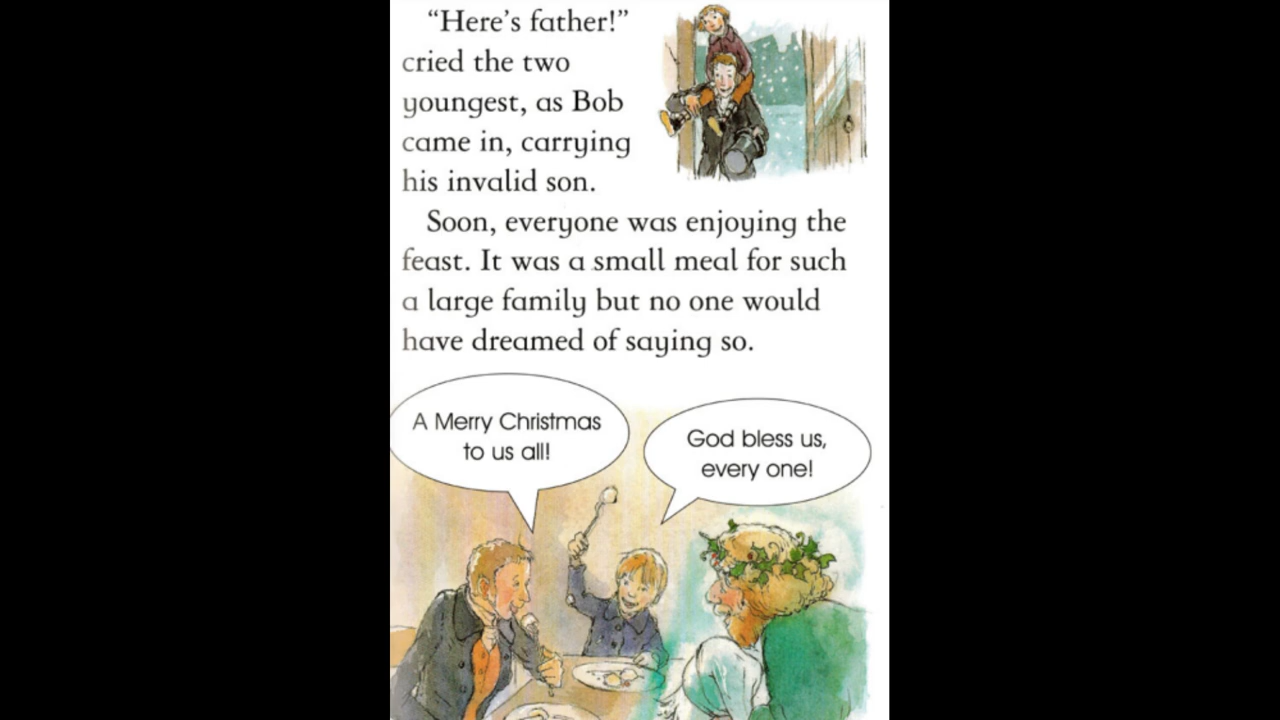 “Here’s father!”
cried the two
youngest, as Bob
came in, carrying
his invalid son.
Soon, everyone was enjoying the
feast. It was a small meal for such
a large family but no one would
have dreamed of saying so.
A Merry Christmas
to us all!
God bless us,
every one!